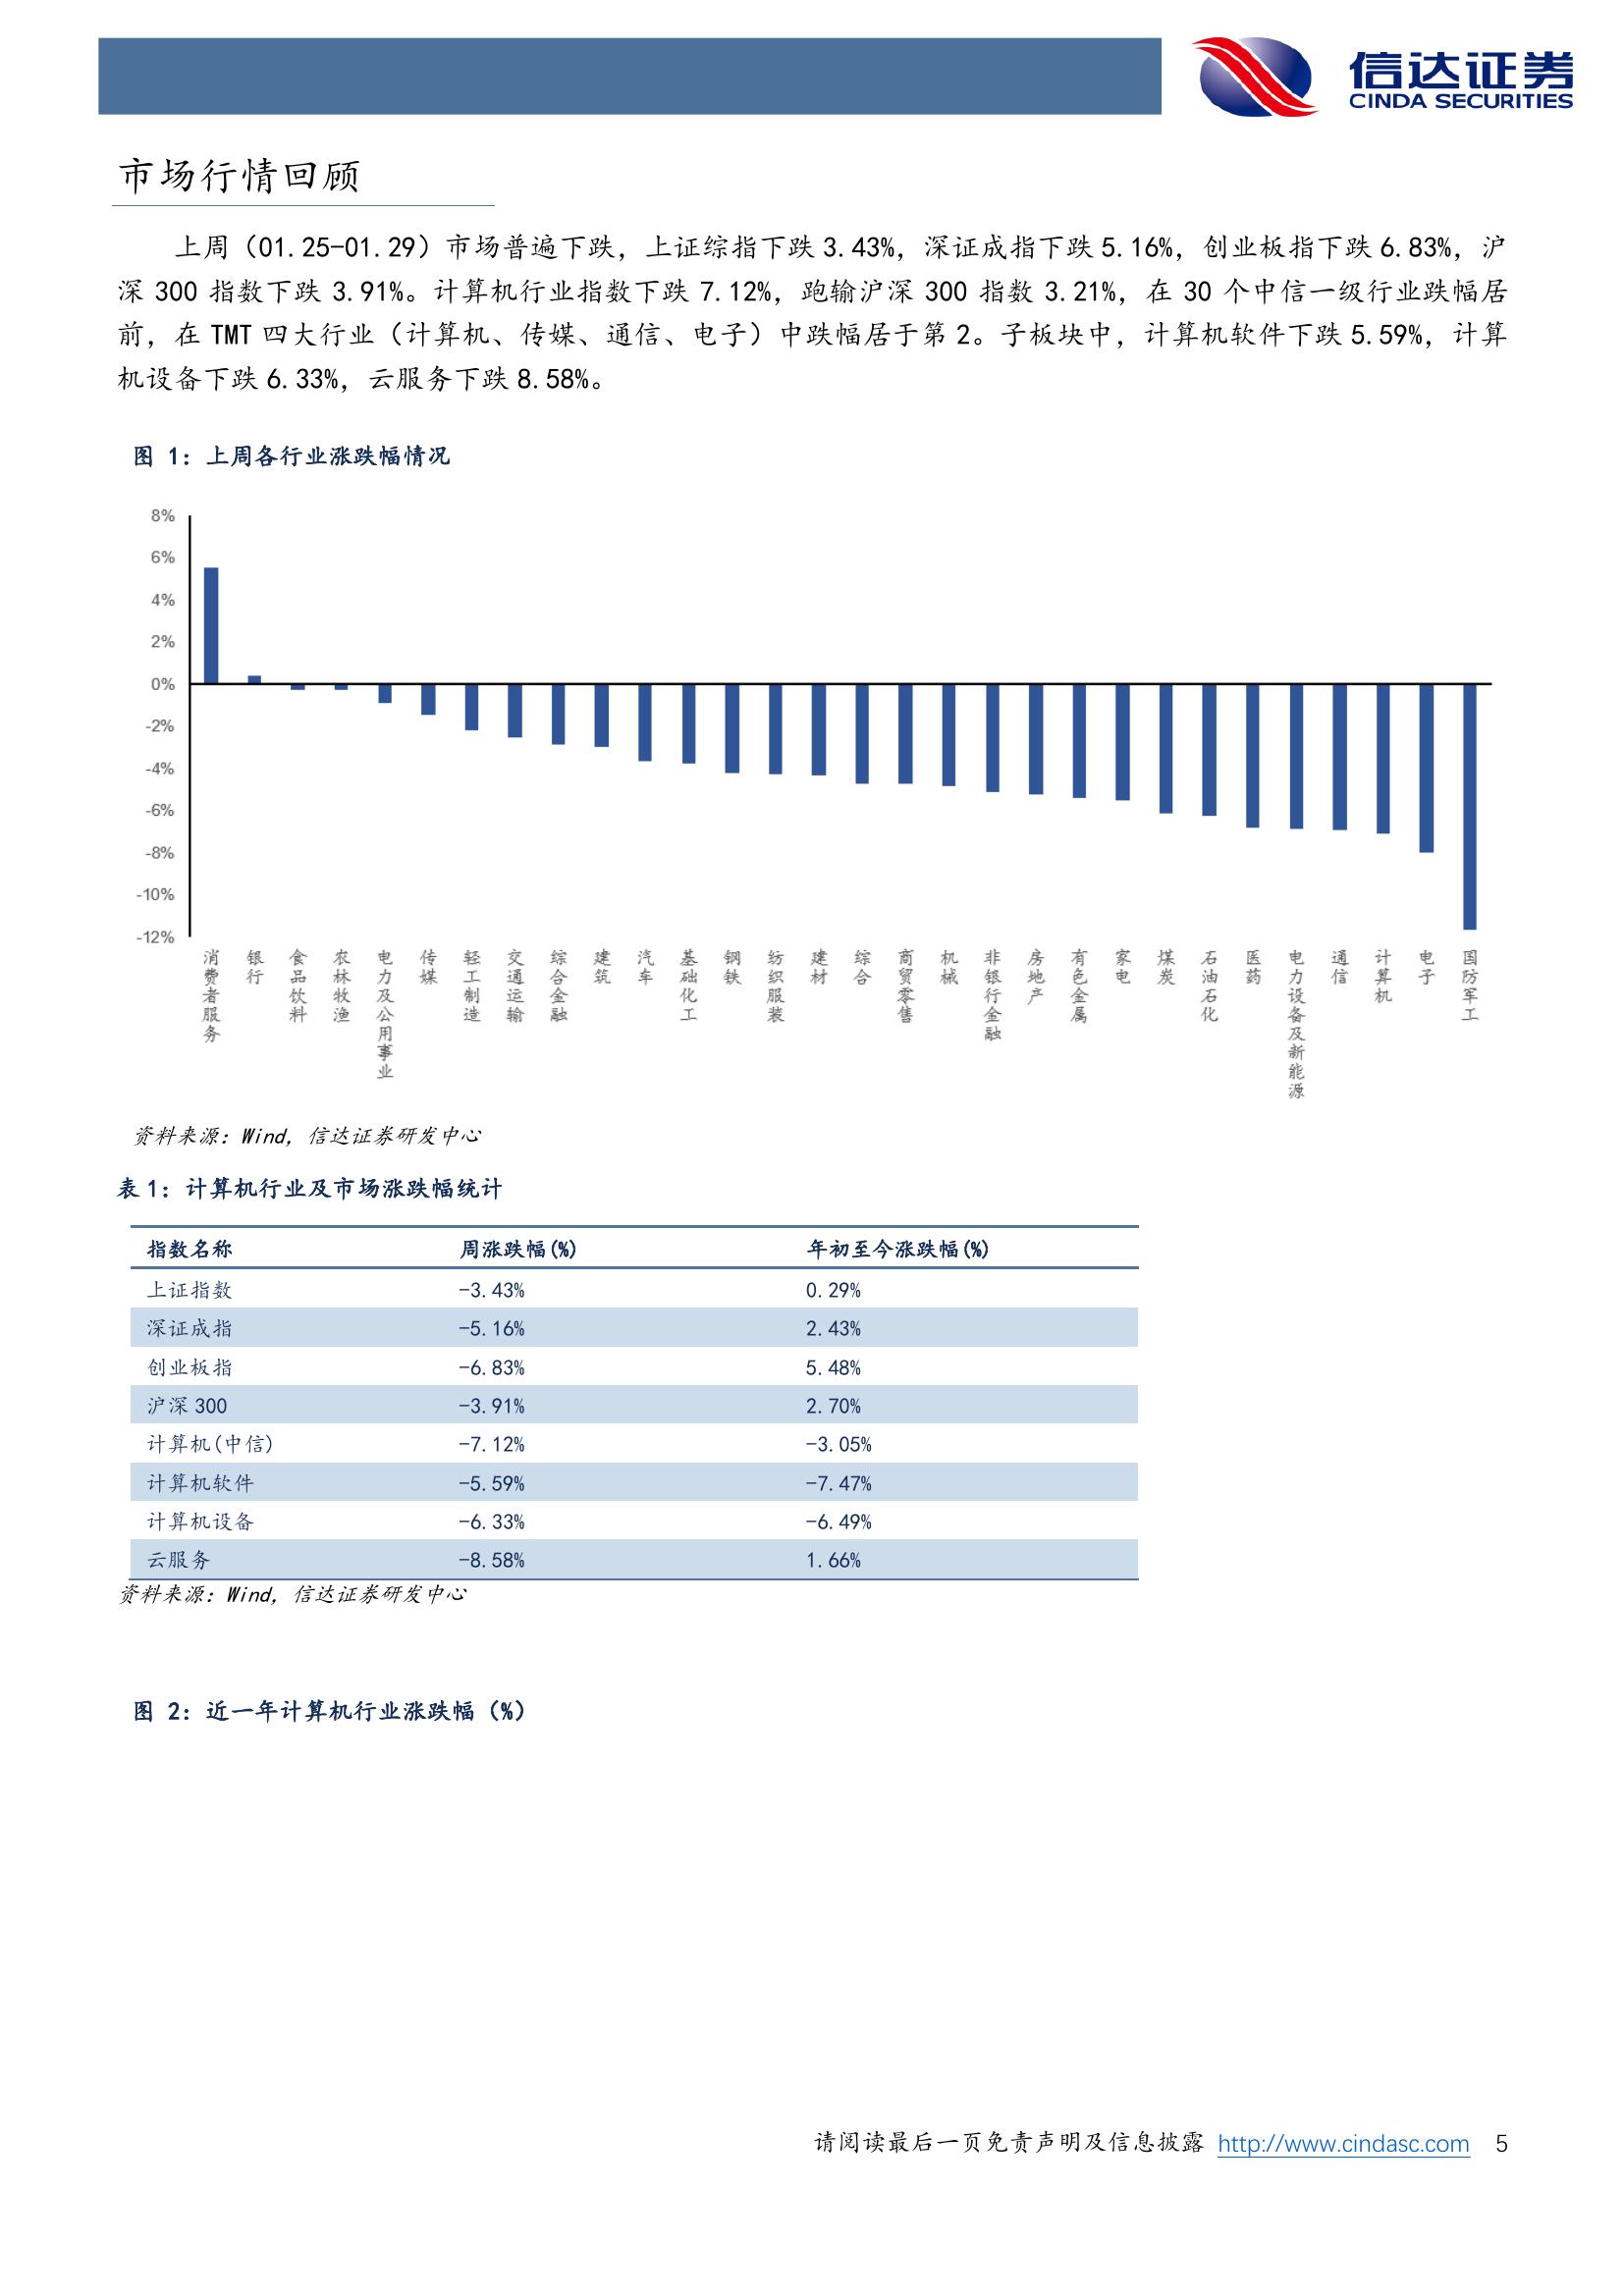 信达证券
CINDA SECURITIES
市场行情回顾
上周（01.25-01.29）市场普遍下跌，上证综指下跌 3.43%，深证成指下跌 5.16%，创业板指下跌 6.83%，沪
深 300 指数下跌 3.91%。计算机行业指数下跌 7.12%，跑输沪深 300 指数 3.21%，在 30 个中信一级行业跌幅居
前，在 TMT 四大行业（计算机、传媒、通信、电子）中跌幅居于第 2。子板块中，计算机软件下跌 5.59%，计算
机设备下跌 6.33%，云服务下跌 8.58%。
图 1：上周各行业涨跌幅情况
8%
6%
4%
2%
0%
-2%
-4%
-6%
-8%
-10%
-12%
消费者服务
银行
食品饮料
农林牧渔
电力及公用事业
传媒
轻工制造
交通运输
综合金融
建筑
汽车
基础化工
钢铁
纺织服装
建材
综合
商贸零售
机械
非银行金融
房地产
有色金属
家电
煤炭
石油石化
医药
电力设备及新能源
通信
计算机
电子
国防军工
资料来源：Wind，信达证券研发中心
表 1：计算机行业及市场涨跌幅统计
指数名称 周涨跌幅(%) 年初至今涨跌幅(%)
上证指数 -3.43% 0.29%
深证成指 -5.16% 2.43%
创业板指 -6.83% 5.48%
沪深 300 -3.91% 2.70%
计算机(中信) -7.12% -3.05%
计算机软件 -5.59% -7.47%
计算机设备 -6.33% -6.49%
云服务 -8.58% 1.66%
资料来源：Wind，信达证券研发中心
图 2：近一年计算机行业涨跌幅（%）
请阅读最后一页免责声明及信息披露 http://www.cindasc.com 5